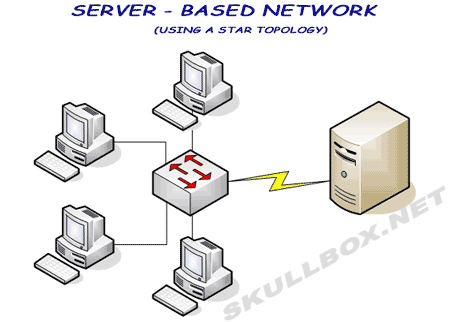 SERVER - BASED NETWORK
(USING A STAR TOPOLOGY)
SKULLBOX.NET